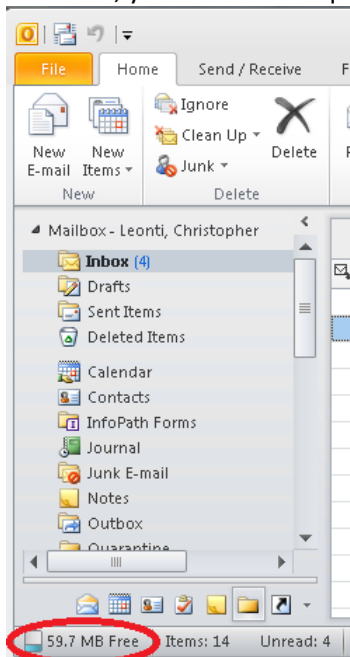 File Home Send / Receive F
New E-mail
New Items
Ignore
Clean Up
Junk
Delete
New
Delete
Mailbox - Leonti, Christopher
Inbox (4)
Drafts
Sent Items
Deleted Items
Calendar
Contacts
InfoPath Forms
Journal
Junk E-mail
Notes
Outbox
Quarantine
59.7 MB Free Items: 14 Unread: 4